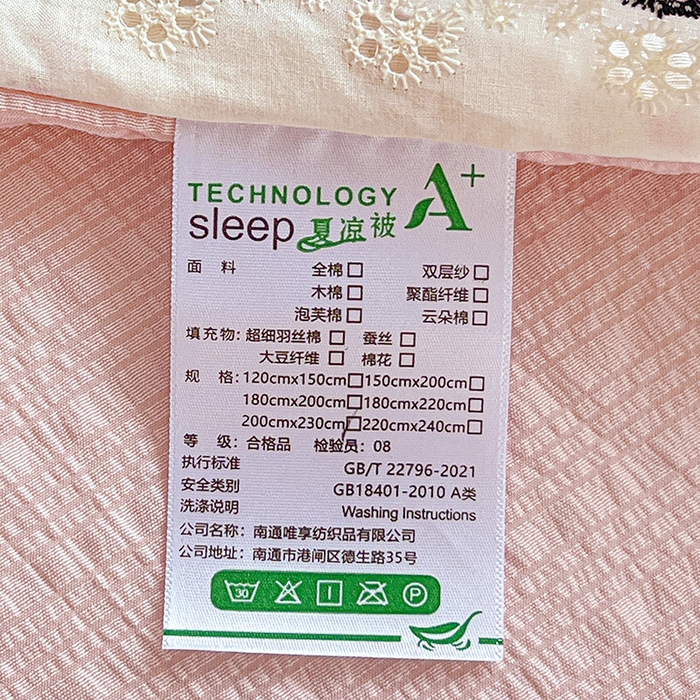 TECHNOLOGY A+
sleep 夏凉被
面 料 全棉□ 双层纱□
木棉□ 聚酯纤维□
泡芙棉□ 云朵棉□
填充物: 超细羽丝棉 □ 蚕丝 □
大豆纤维 □ 棉花 □
规 格: 120cmx150cm□150cmx200cm□
180cmx200cm□180cmx220cm□
200cmx230cm□220cmx240cm□
等 级: 合格品 检验员: 08
执行标准 GB/T 22796-2021
安全类别 GB18401-2010 A类
洗涤说明 Washing Instructions
公司名称: 南通唯享纺织品有限公司
公司地址: 南通市港闸区德生路35号
30 P